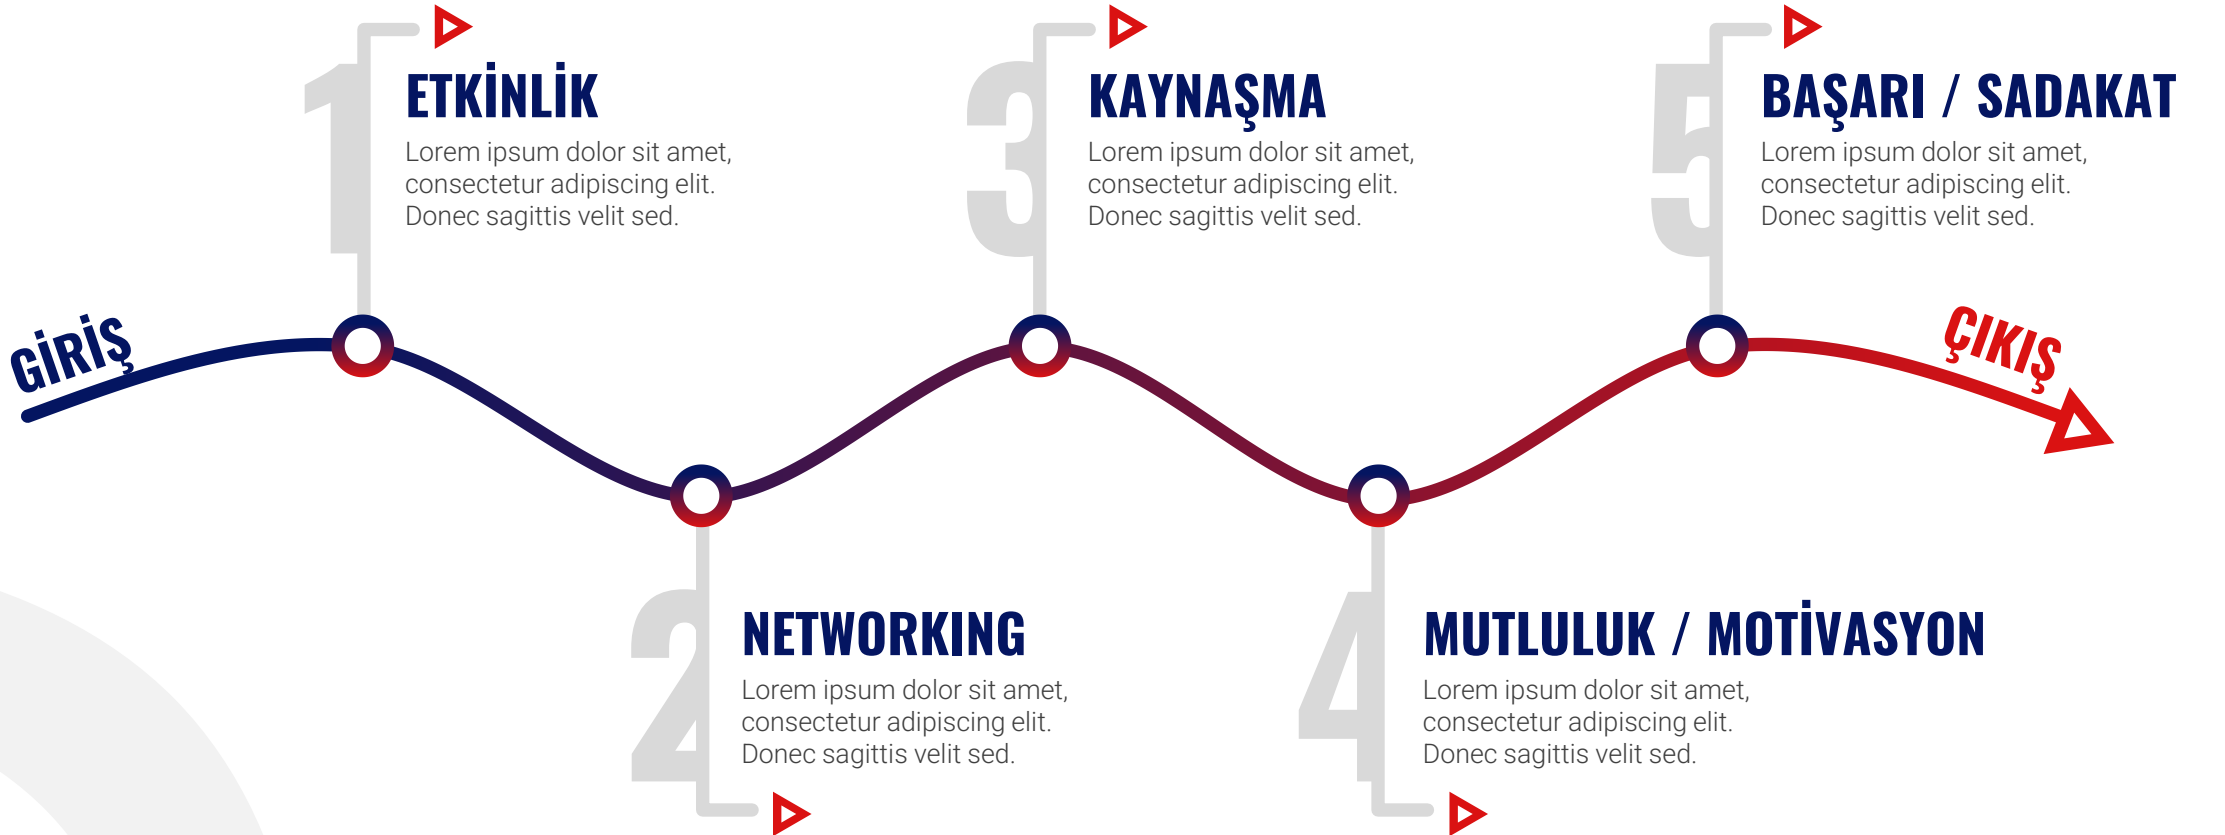 GİRİŞ
1
ETKİNLİK
Lorem ipsum dolor sit amet,
consectetur adipiscing elit.
Donec sagittis velit sed.
2
NETWORKING
Lorem ipsum dolor sit amet,
consectetur adipiscing elit.
Donec sagittis velit sed.
3
KAYNAŞMA
Lorem ipsum dolor sit amet,
consectetur adipiscing elit.
Donec sagittis velit sed.
4
MUTLULUK / MOTİVASYON
Lorem ipsum dolor sit amet,
consectetur adipiscing elit.
Donec sagittis velit sed.
5
BAŞARI / SADAKAT
Lorem ipsum dolor sit amet,
consectetur adipiscing elit.
Donec sagittis velit sed.
ÇIKIŞ